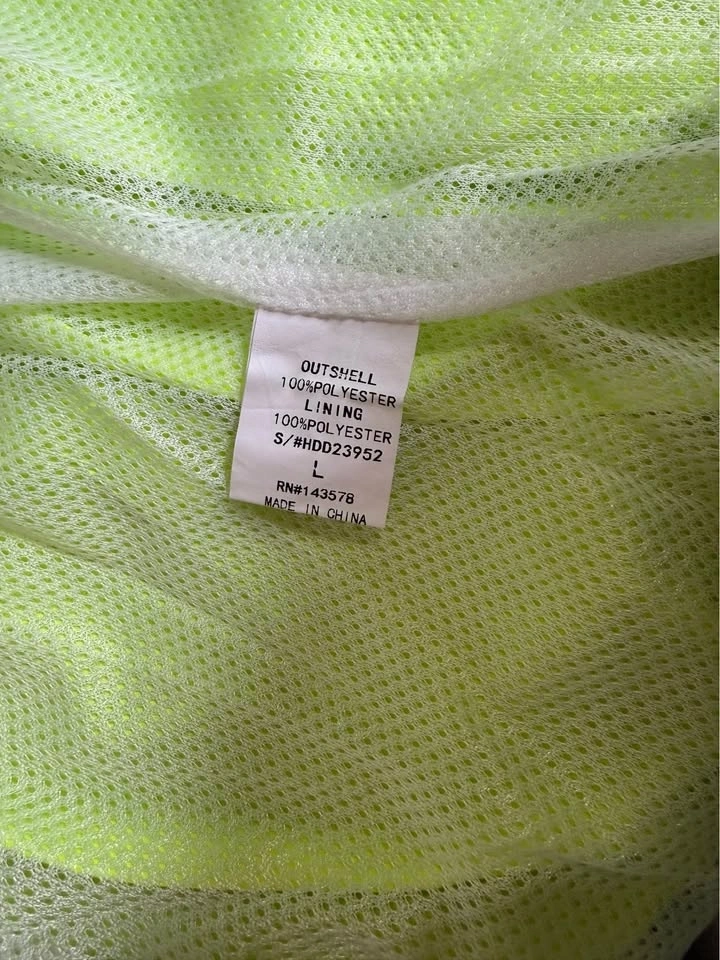 OUTSHELL
100%POLYESTER
LINING
100%POLYESTER
S/#HDD23952
L
RN#143578
MADE IN CHINA